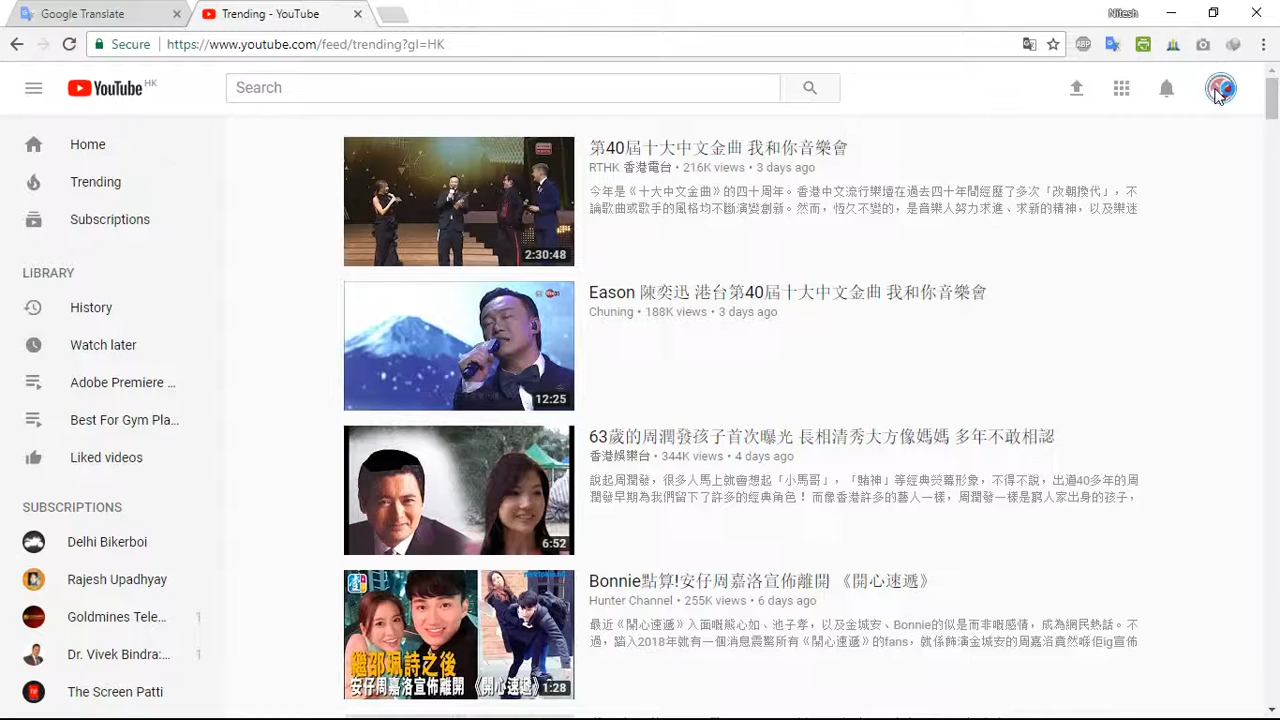 Google Translate
Trending - YouTube
Nitesh
Secure
https://www.youtube.com/feed/trending?gl=HK
ABP
YouTube HK
Search
Home
Trending
Subscriptions
LIBRARY
History
Watch later
Adobe Premiere ...
Best For Gym Pla...
Liked videos
SUBSCRIPTIONS
Delhi Bikerboi
Rajesh Upadhyay
Goldmines Tele... 1
Dr. Vivek Bindra:... 1
The Screen Patti
2:30:48
第40屆十大中文金曲 我和你音樂會
RTHK 香港電台 • 216K views • 3 days ago
今年是《十大中文金曲》的四十周年。香港中文流行樂壇在過去四十年間經歷了多次「改朝換代」，不
論歌曲或歌手的風格均不斷演變創新。然而，恆久不變的，是音樂人努力求進、求新的精神，以及樂迷
12:25
Eason 陳奕迅 港台第40屆十大中文金曲 我和你音樂會
Chuning • 188K views • 3 days ago
6:52
63歲的周潤發孩子首次曝光 長相清秀大方像媽媽 多年不敢相認
香港娛樂台 • 344K views • 4 days ago
說起周潤發，很多人馬上就會想起「小馬哥」，「賭神」等經典熒幕形象，不得不說，出道40多年的周
潤發早期為我們留下了許多的經典角色！ 而像香港許多的藝人一樣，周潤發一樣是窮人家出身的孩子，
繼邵珮詩之後
安仔周嘉洛宣佈離開 《開心速遞》
1:28
Bonnie點算!安仔周嘉洛宣佈離開 《開心速遞》
Hunter Channel • 255K views • 6 days ago
最近《開心速遞》入面嘅心如、池子孝，以及金城安、Bonnie的似是而非嘅感情，成為網民熱話。不
過，踏入2018年就有一個消息震驚所有《開心速遞》的fans，就係飾演金城安的周嘉洛竟然喺佢ig宣佈